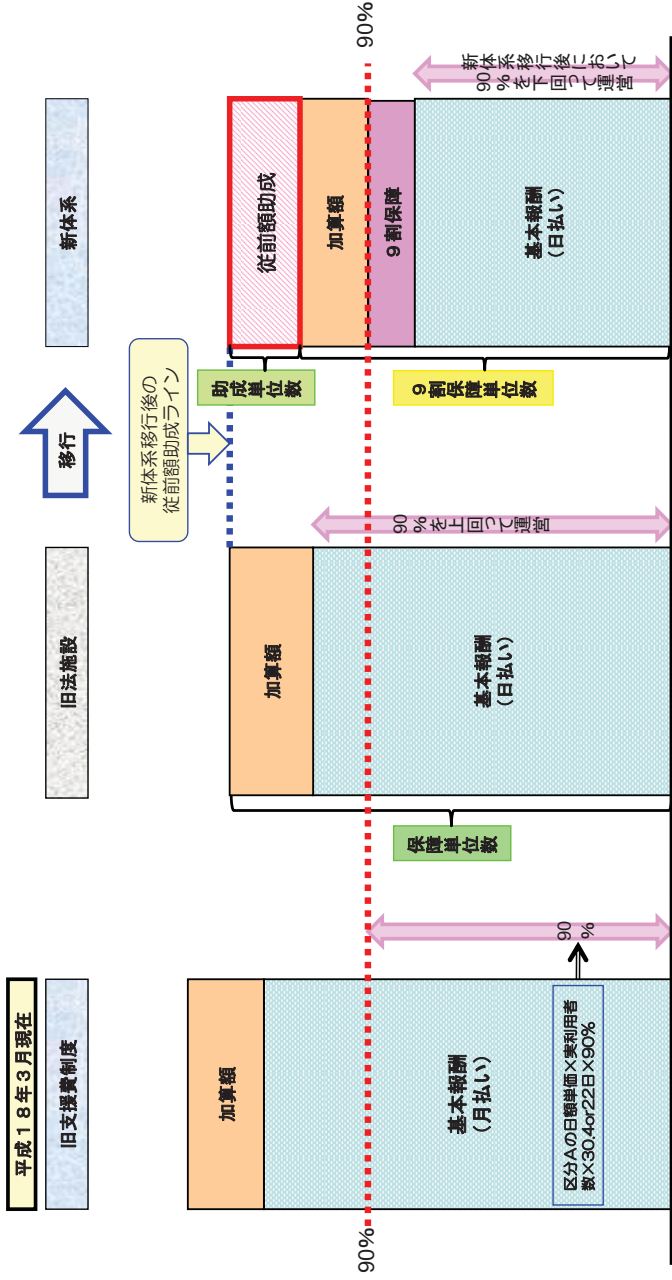 平成１８年３月現在
旧支援費制度
旧法施設
移行
新体系
加算額
基本報酬
（月払い）
区分Aの日額単価×実利用者
数×30.4or22日×90%
90%
90%
保障単位数
加算額
基本報酬
（日払い）
90%を上回って運営
新体系移行後の
従前額助成ライン
助成単位数
９割保障単位数
従前額助成
加算額
９割保障
基本報酬
（日払い）
90%
新体系移行後において
90%を下回って運営